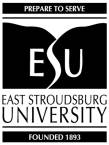 PREPARE TO SERVE
ESU
EAST STROUDSBURG
UNIVERSITY
FOUNDED 1893